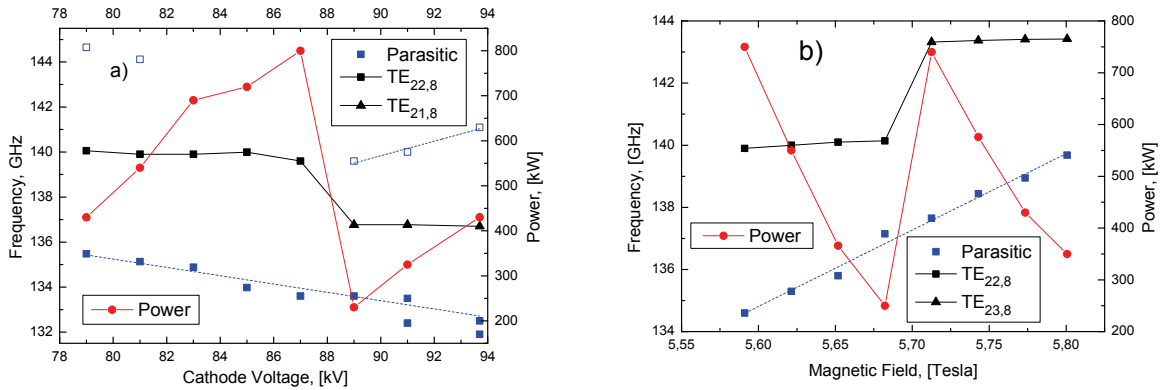 78 80 82 84 86 88 90 92 94
144
142
140
138
136
134
132
Frequency, GHz
a)
Parasitic
TE22,8
TE21,8
Power
800
700
600
500
400
300
200
Power, [kW]
78 80 82 84 86 88 90 92 94
Cathode Voltage, [kV]
144
142
140
138
136
134
Frequency, [GHz]
b)
Power
Parasitic
TE22,8
TE23,8
800
700
600
500
400
300
200
Power, [kW]
5,55 5,60 5,65 5,70 5,75 5,80
Magnetic Field, [Tesla]